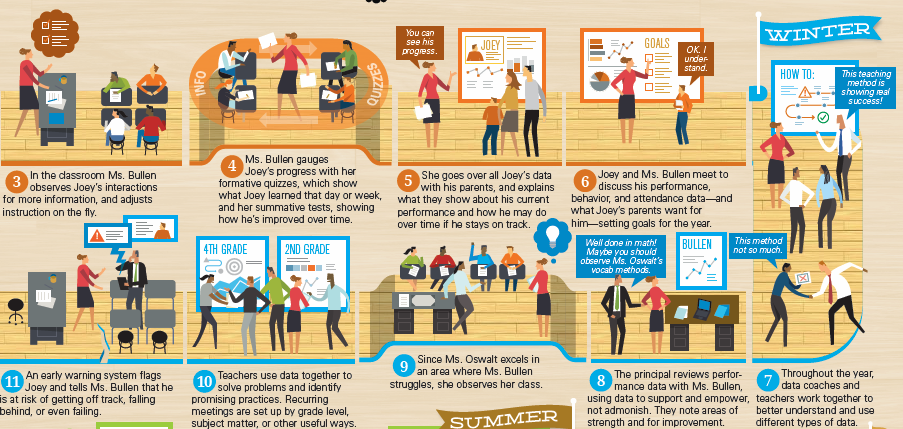 You can
see his
progress.
JOEY
GOALS
OK. I
under-
stand.
WINTER
HOW TO:
This teaching
method is
showing real
success!
INFO
QUIZZES
3 In the classroom Ms. Bullen
observes Joey's interactions
for more information, and adjusts
instruction on the fly.
4 Ms. Bullen gauges
Joey's progress with her
formative quizzes, which show
what Joey learned that day or week,
and her summative tests, showing
how he's improved over time.
5 She goes over all Joey's data
with his parents, and explains
what they show about his current
performance and how he may do
over time if he stays on track.
6 Joey and Ms. Bullen meet to
discuss his performance,
behavior, and attendance data—and
what Joey's parents want for
him—setting goals for the year.
4TH GRADE
2ND GRADE
Well done in math!
Maybe you should
observe Ms. Oswalt's
vocab methods.
BULLEN
This method
not so much.
11 An early warning system flags
Joey and tells Ms. Bullen that he
is at risk of getting off track, falling
behind, or even failing.
10 Teachers use data together to
solve problems and identify
promising practices. Recurring
meetings are set up by grade level,
subject matter, or other useful ways.
9 Since Ms. Oswalt excels in
an area where Ms. Bullen
struggles, she observes her class.
8 The principal reviews perfor-
mance data with Ms. Bullen,
using data to support and empower,
not admonish. They note areas of
strength and for improvement.
7 Throughout the year,
data coaches and
teachers work together to
better understand and use
different types of data.
SUMMER